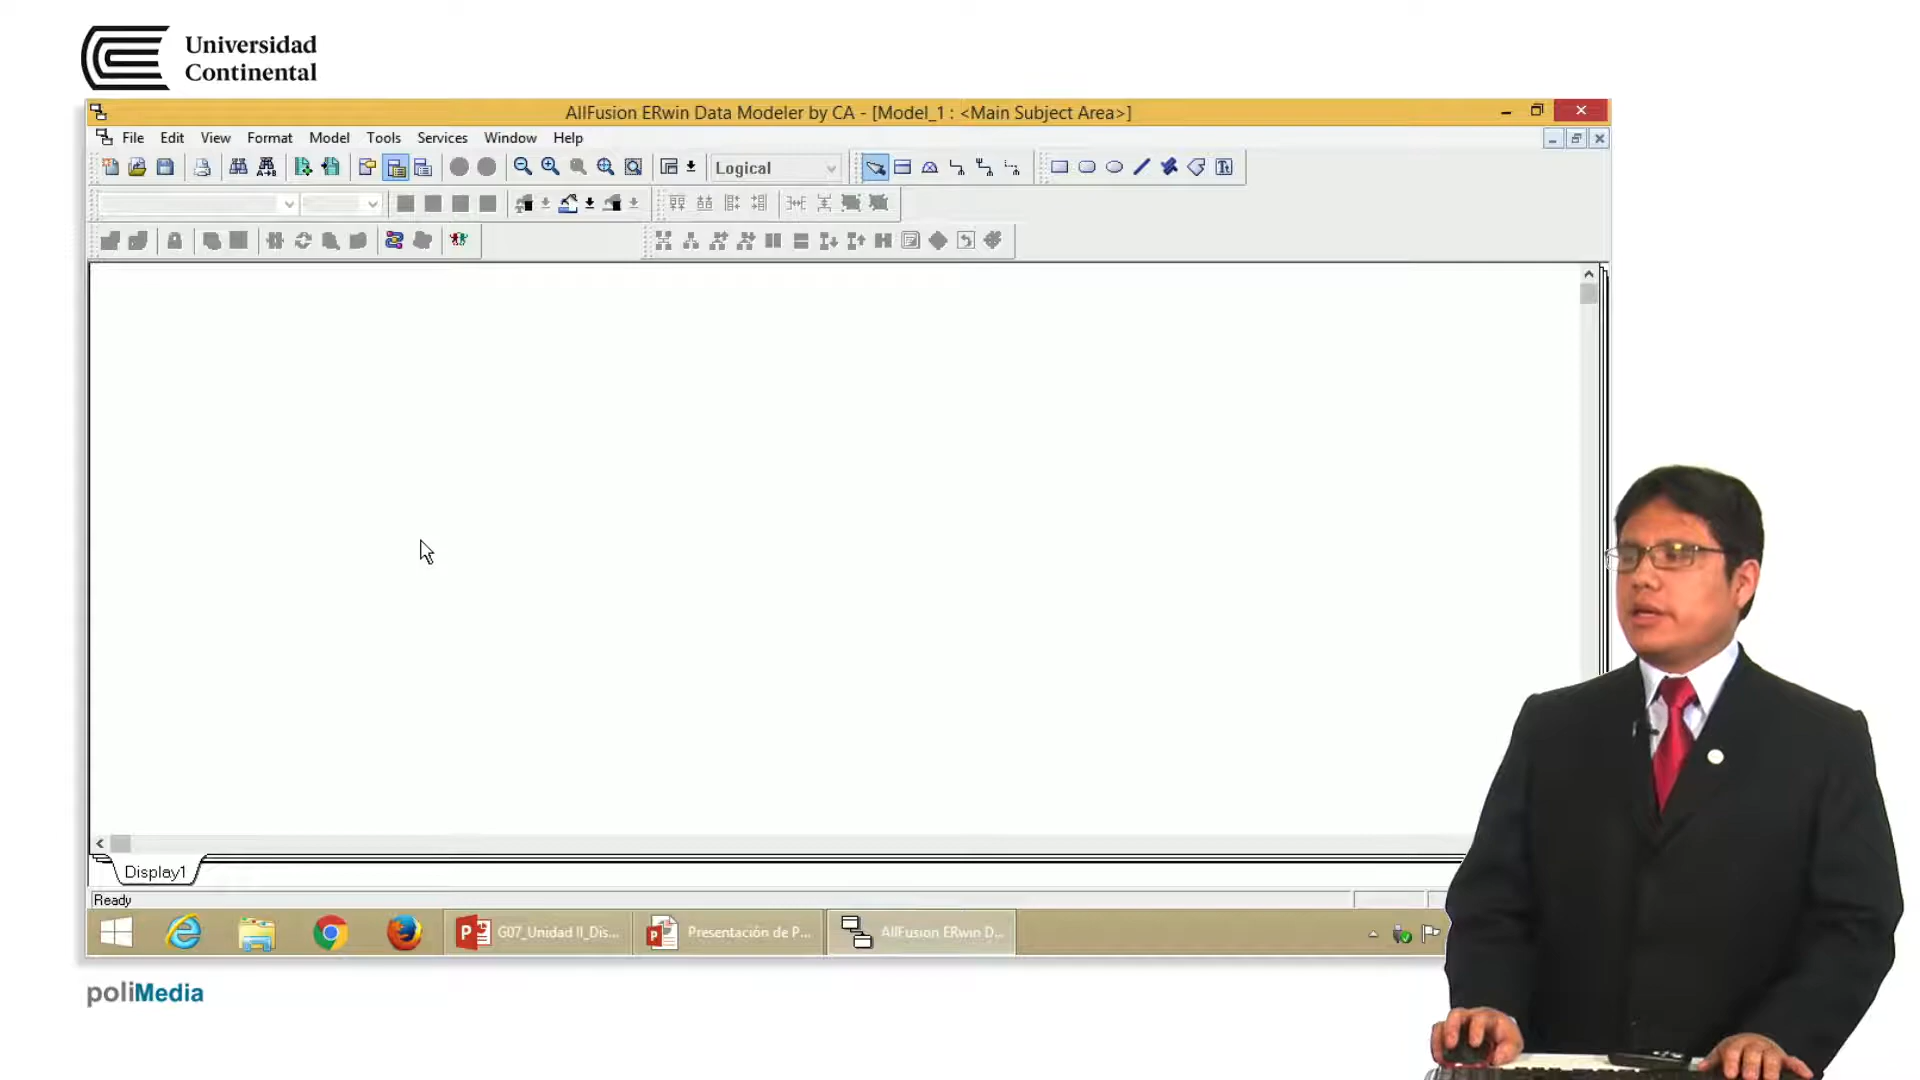 Universidad
Continental
AllFusion ERwin Data Modeler by CA - [Model_1 : <Main Subject Area>]
File Edit View Format Model Tools Services Window Help
Logical
Display1
Ready
G07_Unidad II_Dis...
Presentación de P...
AllFusion ERwin D...
poliMedia